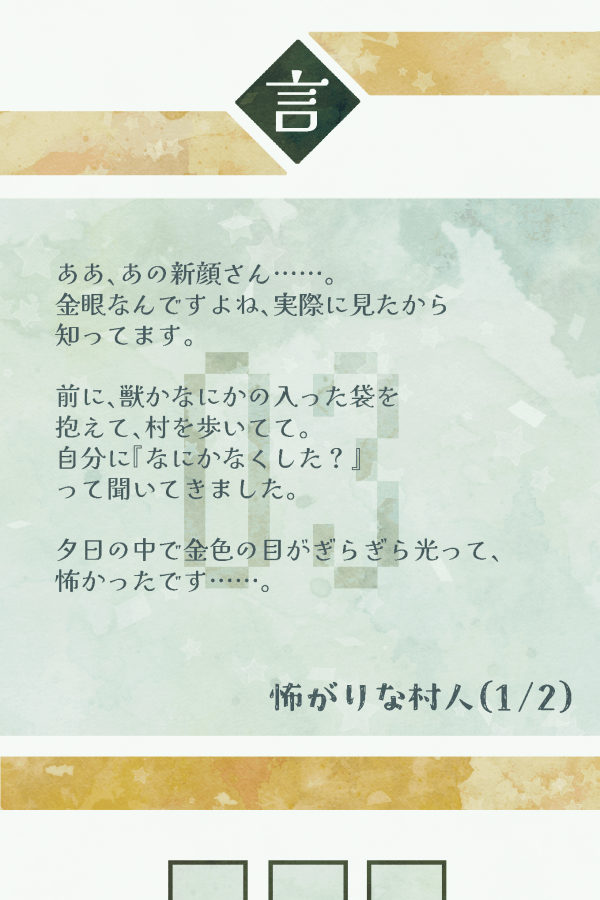 言
ああ、あの新顔さん……。
金眼なんですよね、実際に見たから
知ってます。
前に、獣かなにかの入った袋を
抱えて、村を歩いてて。
自分に『なにかなくした？』
って聞いてきました。
夕日の中で金色の目がぎらぎら光って、
怖かったです……。
03
怖がりな村人(1/2)